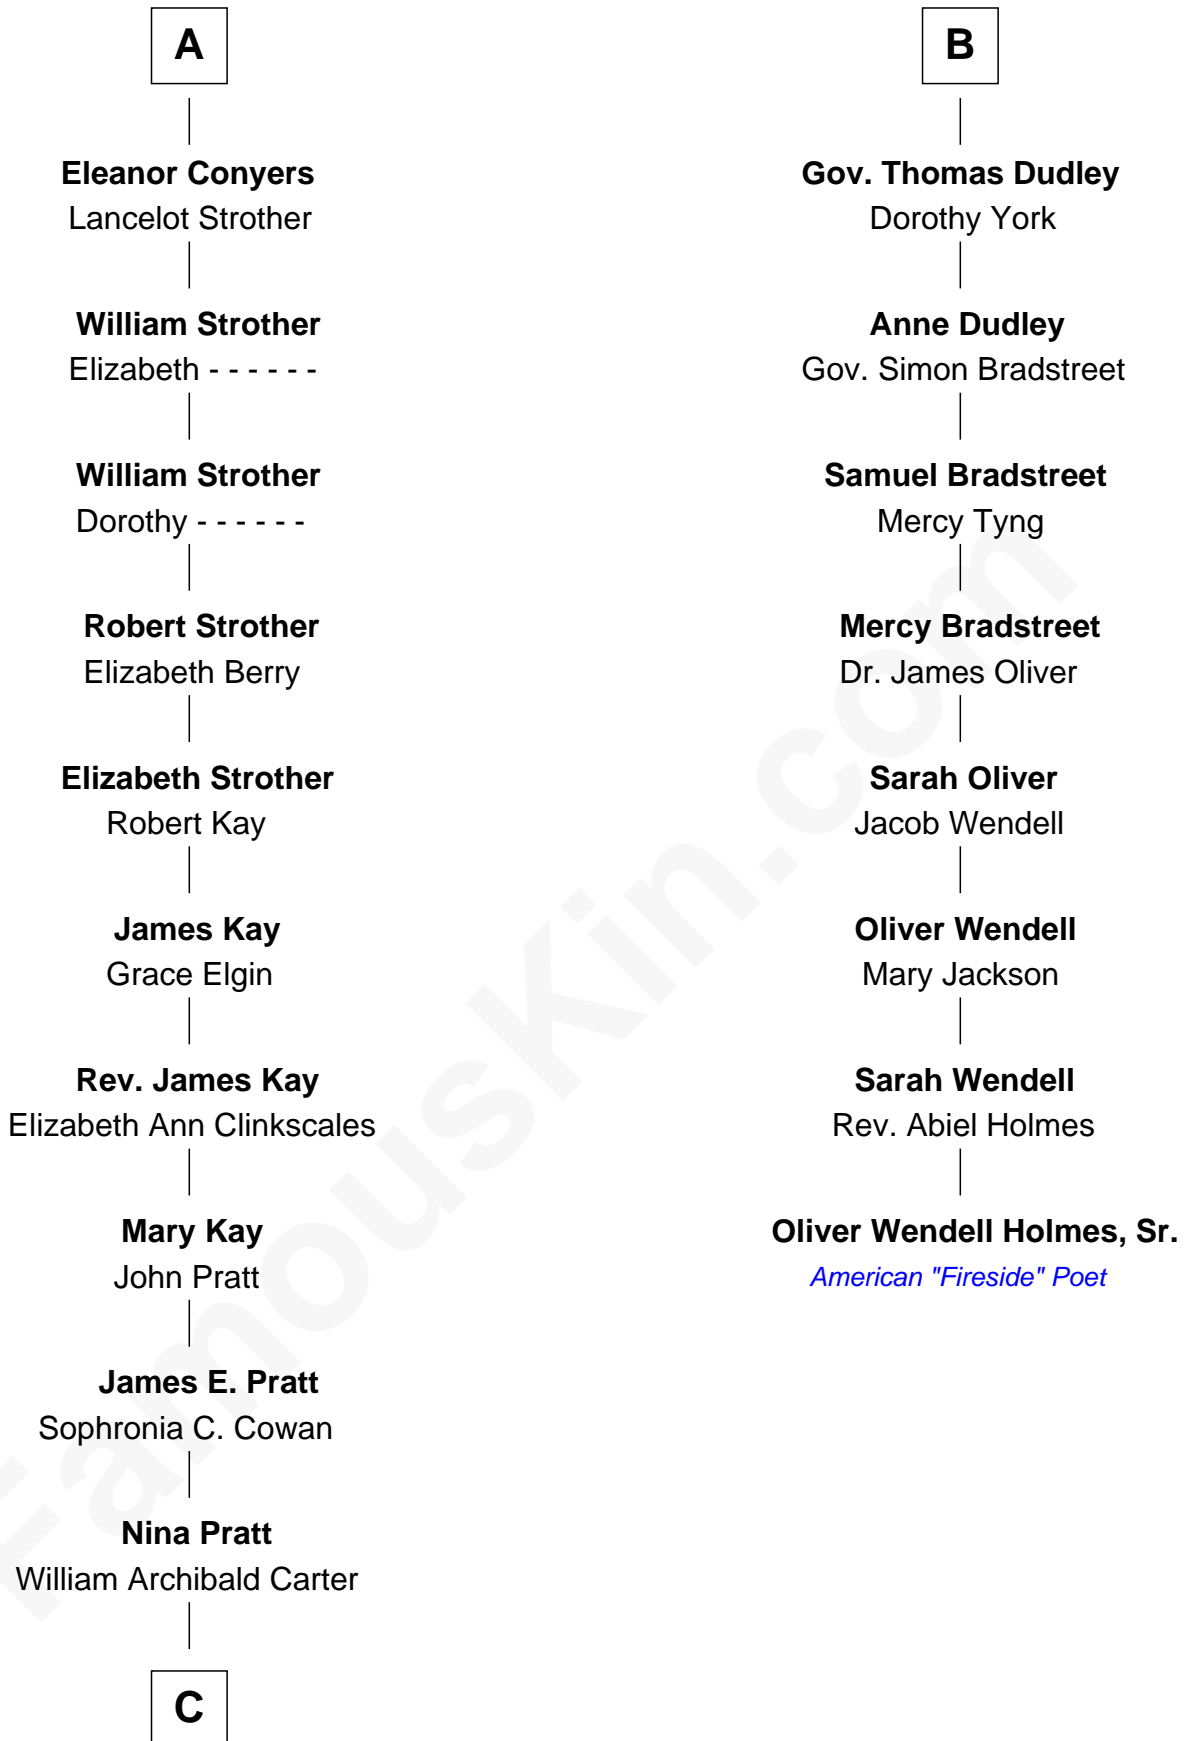 A
Eleanor Conyers
Lancelot Strother
William Strother
Elizabeth - - - - - -
William Strother
Dorothy - - - - - -
Robert Strother
Elizabeth Berry
Elizabeth Strother
Robert Kay
James Kay
Grace Elgin
Rev. James Kay
Elizabeth Ann Clinkscales
Mary Kay
John Pratt
James E. Pratt
Sophronia C. Cowan
Nina Pratt
William Archibald Carter
C
B
Gov. Thomas Dudley
Dorothy York
Anne Dudley
Gov. Simon Bradstreet
Samuel Bradstreet
Mercy Tyng
Mercy Bradstreet
Dr. James Oliver
Sarah Oliver
Jacob Wendell
Oliver Wendell
Mary Jackson
Sarah Wendell
Rev. Abiel Holmes
Oliver Wendell Holmes, Sr.
American "Fireside" Poet
FamousKin.com